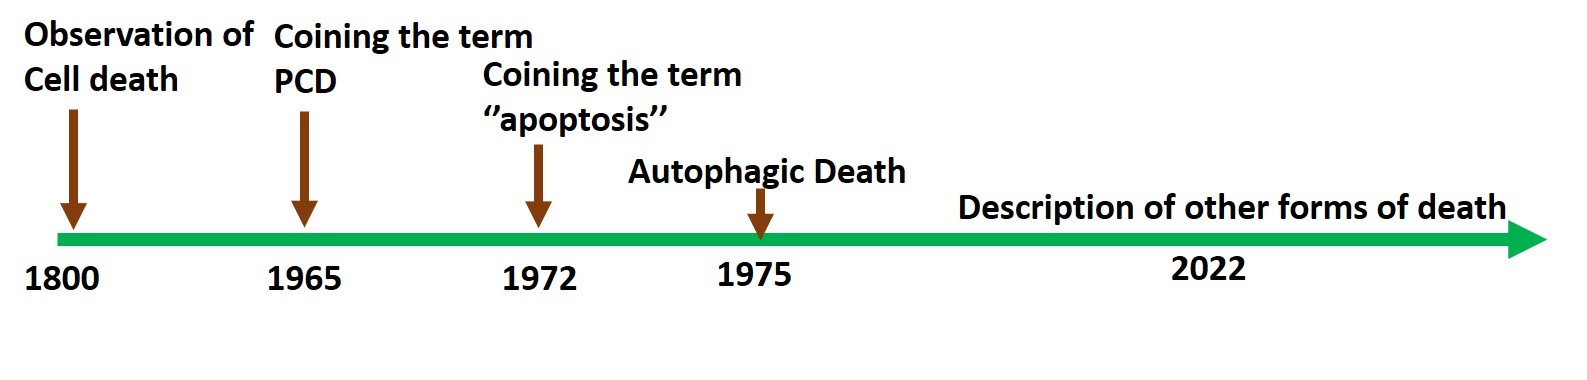 Observation of
Cell death
Coining the term
PCD
Coining the term
‘’apoptosis’’
Autophagic Death
Description of other forms of death
1800
1965
1972
1975
2022